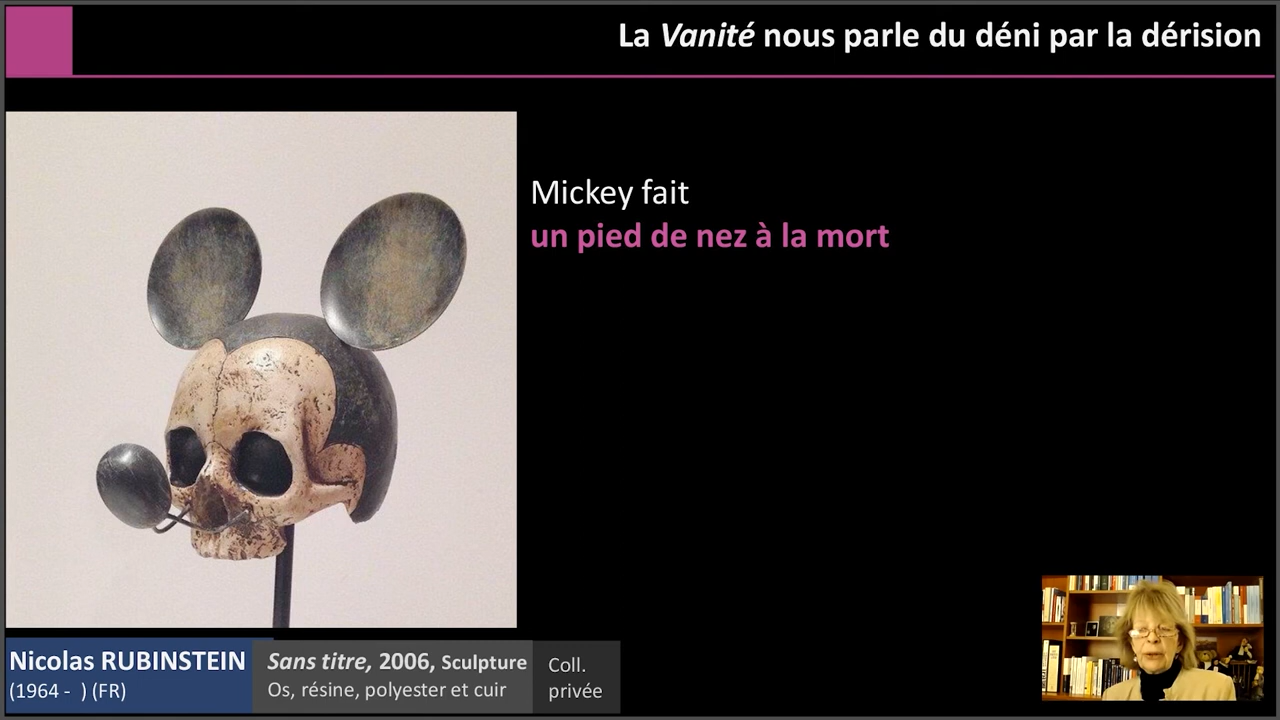 La Vanité nous parle du déni par la dérision
Mickey fait
un pied de nez à la mort
Nicolas RUBINSTEIN
(1964 -  ) (FR)
Sans titre, 2006, Sculpture
Os, résine, polyester et cuir
Coll.
privée